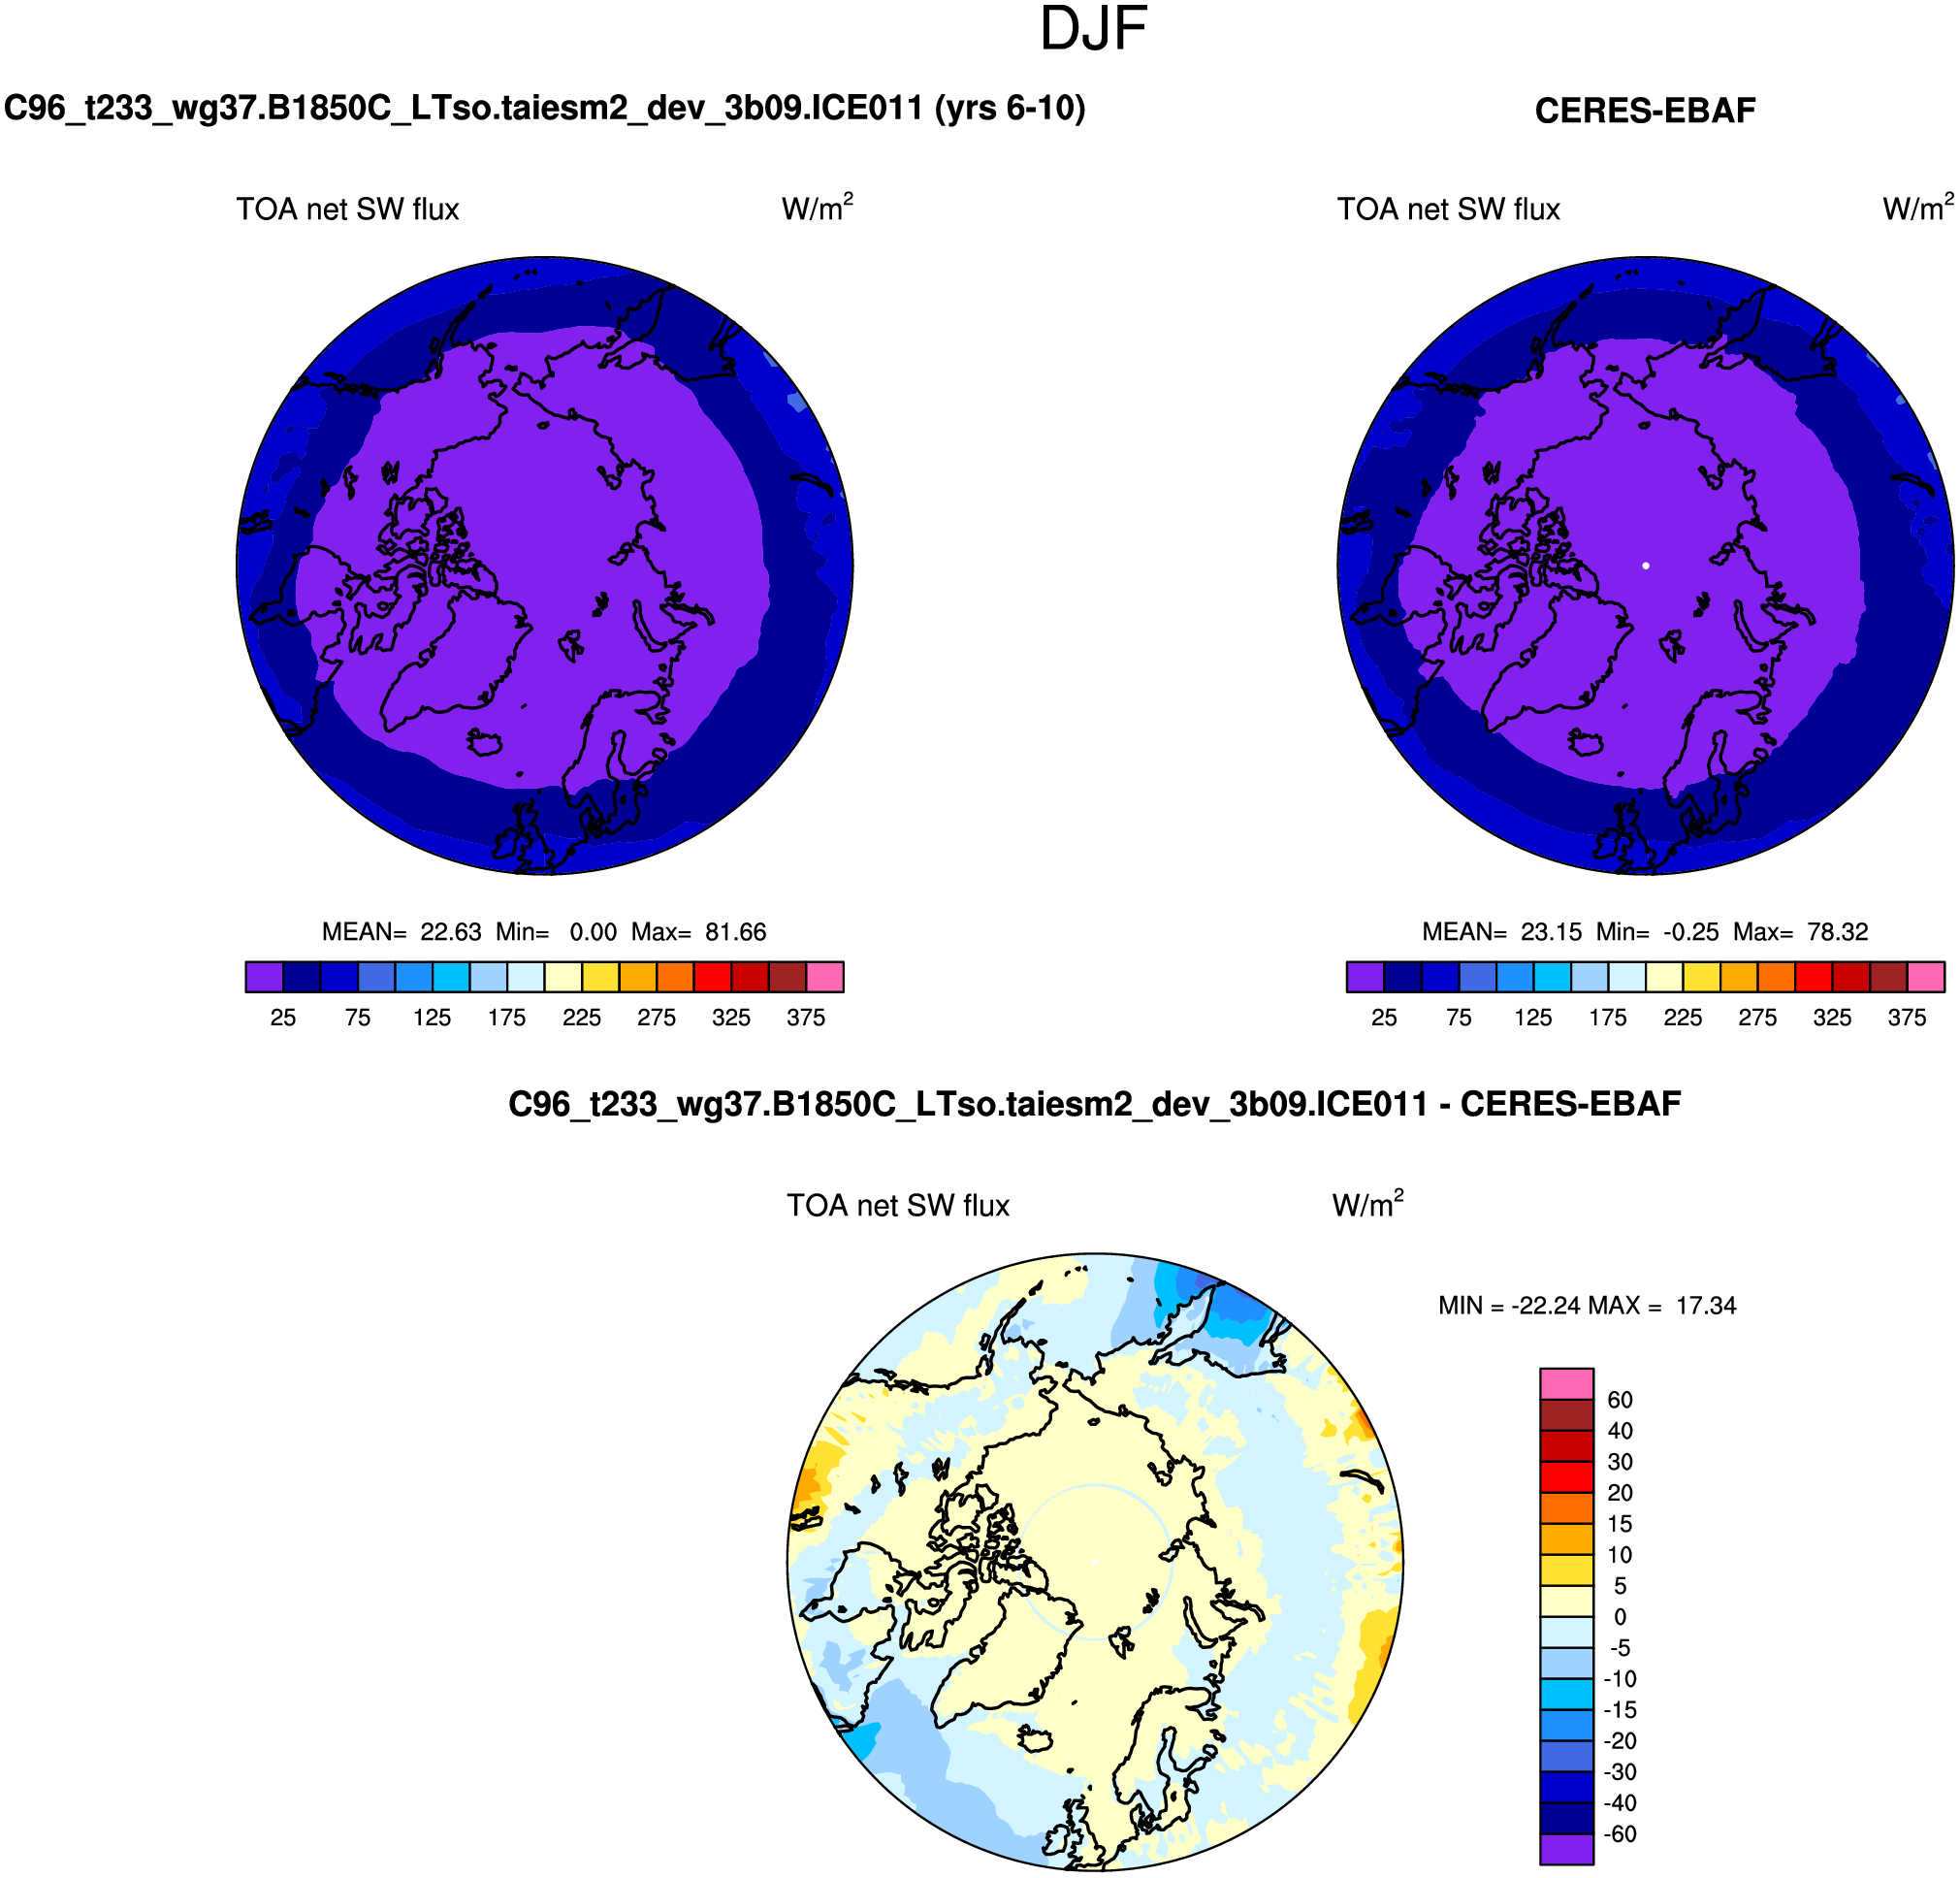 DJF
C96_t233_wg37.B1850C_LTso.taiesm2_dev_3b09.ICE011 (yrs 6-10)
CERES-EBAF
TOA net SW flux W/m²
TOA net SW flux W/m²
MEAN= 22.63 Min= 0.00 Max= 81.66
MEAN= 23.15 Min= -0.25 Max= 78.32
25 75 125 175 225 275 325 375
25 75 125 175 225 275 325 375
C96_t233_wg37.B1850C_LTso.taiesm2_dev_3b09.ICE011 - CERES-EBAF
TOA net SW flux W/m²
MIN = -22.24 MAX = 17.34
60
40
30
20
15
10
5
0
-5
-10
-15
-20
-30
-40
-60